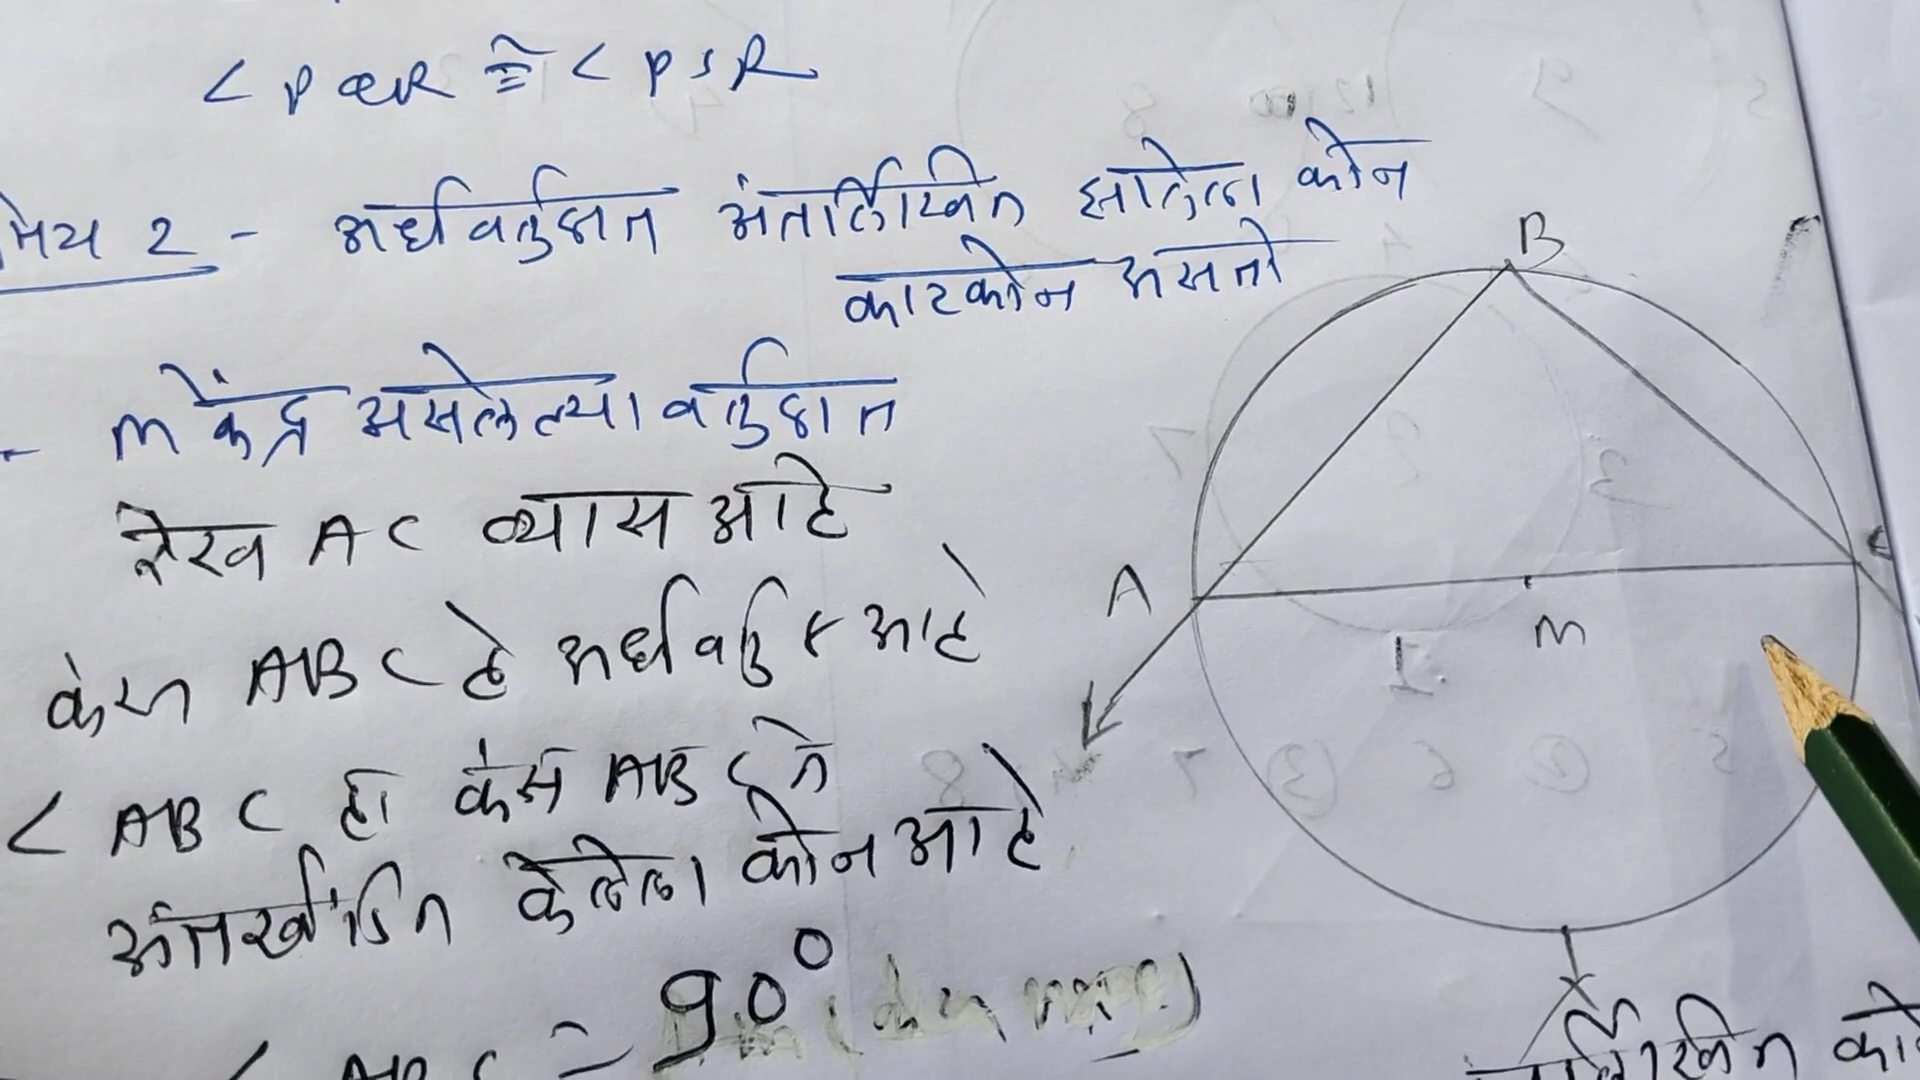 < PQR ≅ < PSR
मेय 2 - अर्धवर्तुळात अंतर्लिखित झालेला कोन
काटकोन असतो
B
- m केंद्र असलेल्या वर्तुळात
रेख AC व्यास आहे
A
C
m
कंस ABC हे अर्धवर्तुळ आहे
< ABC हा कंस ABC ने
अंतर्खंडित केलेला कोन आहे
< ABC = 90°